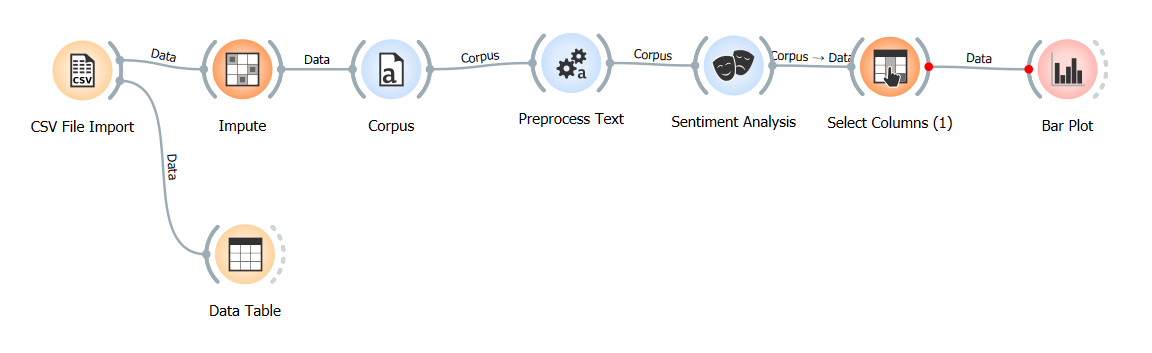 Data
Data
Corpus
Corpus
Corpus → Data
Data
CSV
a
a
CSV File Import
Impute
Corpus
Preprocess Text
Sentiment Analysis
Select Columns (1)
Bar Plot
Data
Data Table